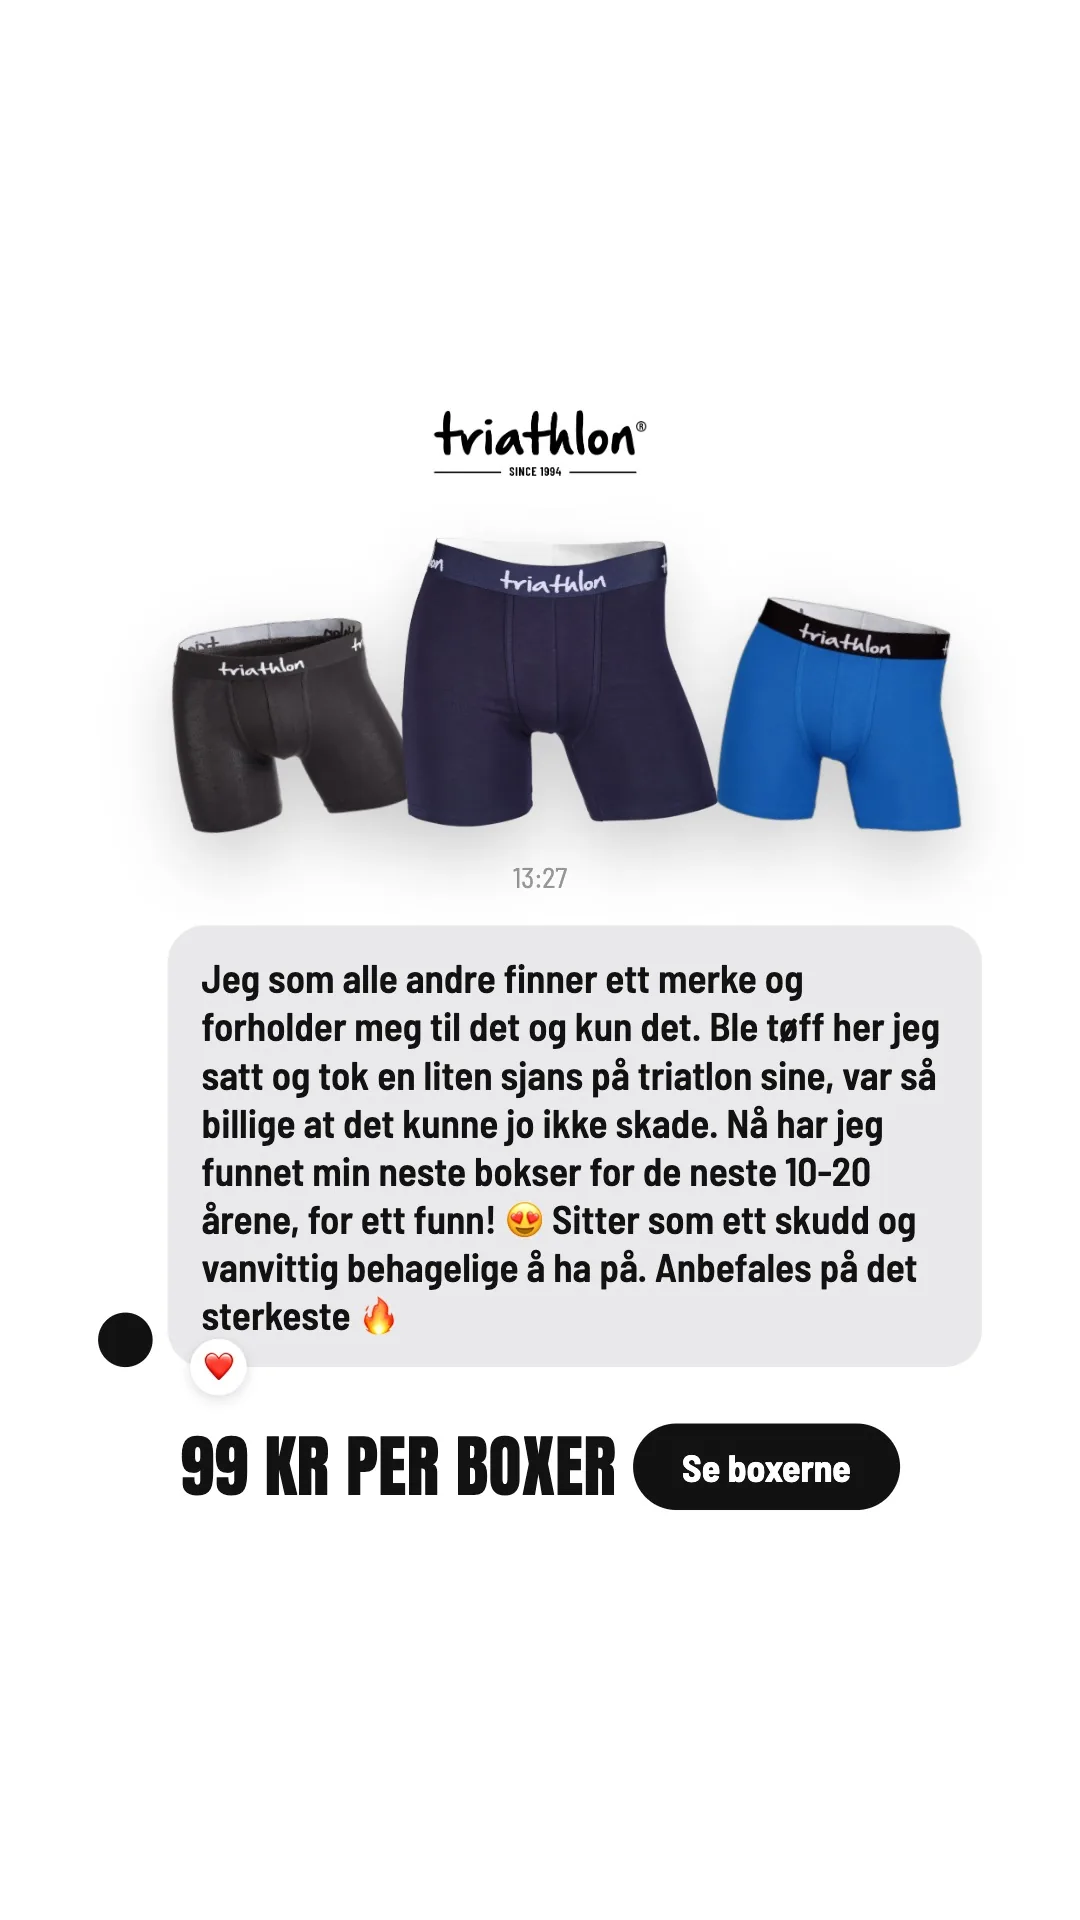 triathlon®
SINCE 1994
triathlon
triathlon
triathlon
13:27
Jeg som alle andre finner ett merke og
forholder meg til det og kun det. Ble tøff her jeg
satt og tok en liten sjans på triatlon sine, var så
billige at det kunne jo ikke skade. Nå har jeg
funnet min neste bokser for de neste 10-20
årene, for ett funn! 😍 Sitter som ett skudd og
vanvittig behagelige å ha på. Anbefales på det
sterkeste 🔥
❤️
99 KR PER BOXER
Se boxerne